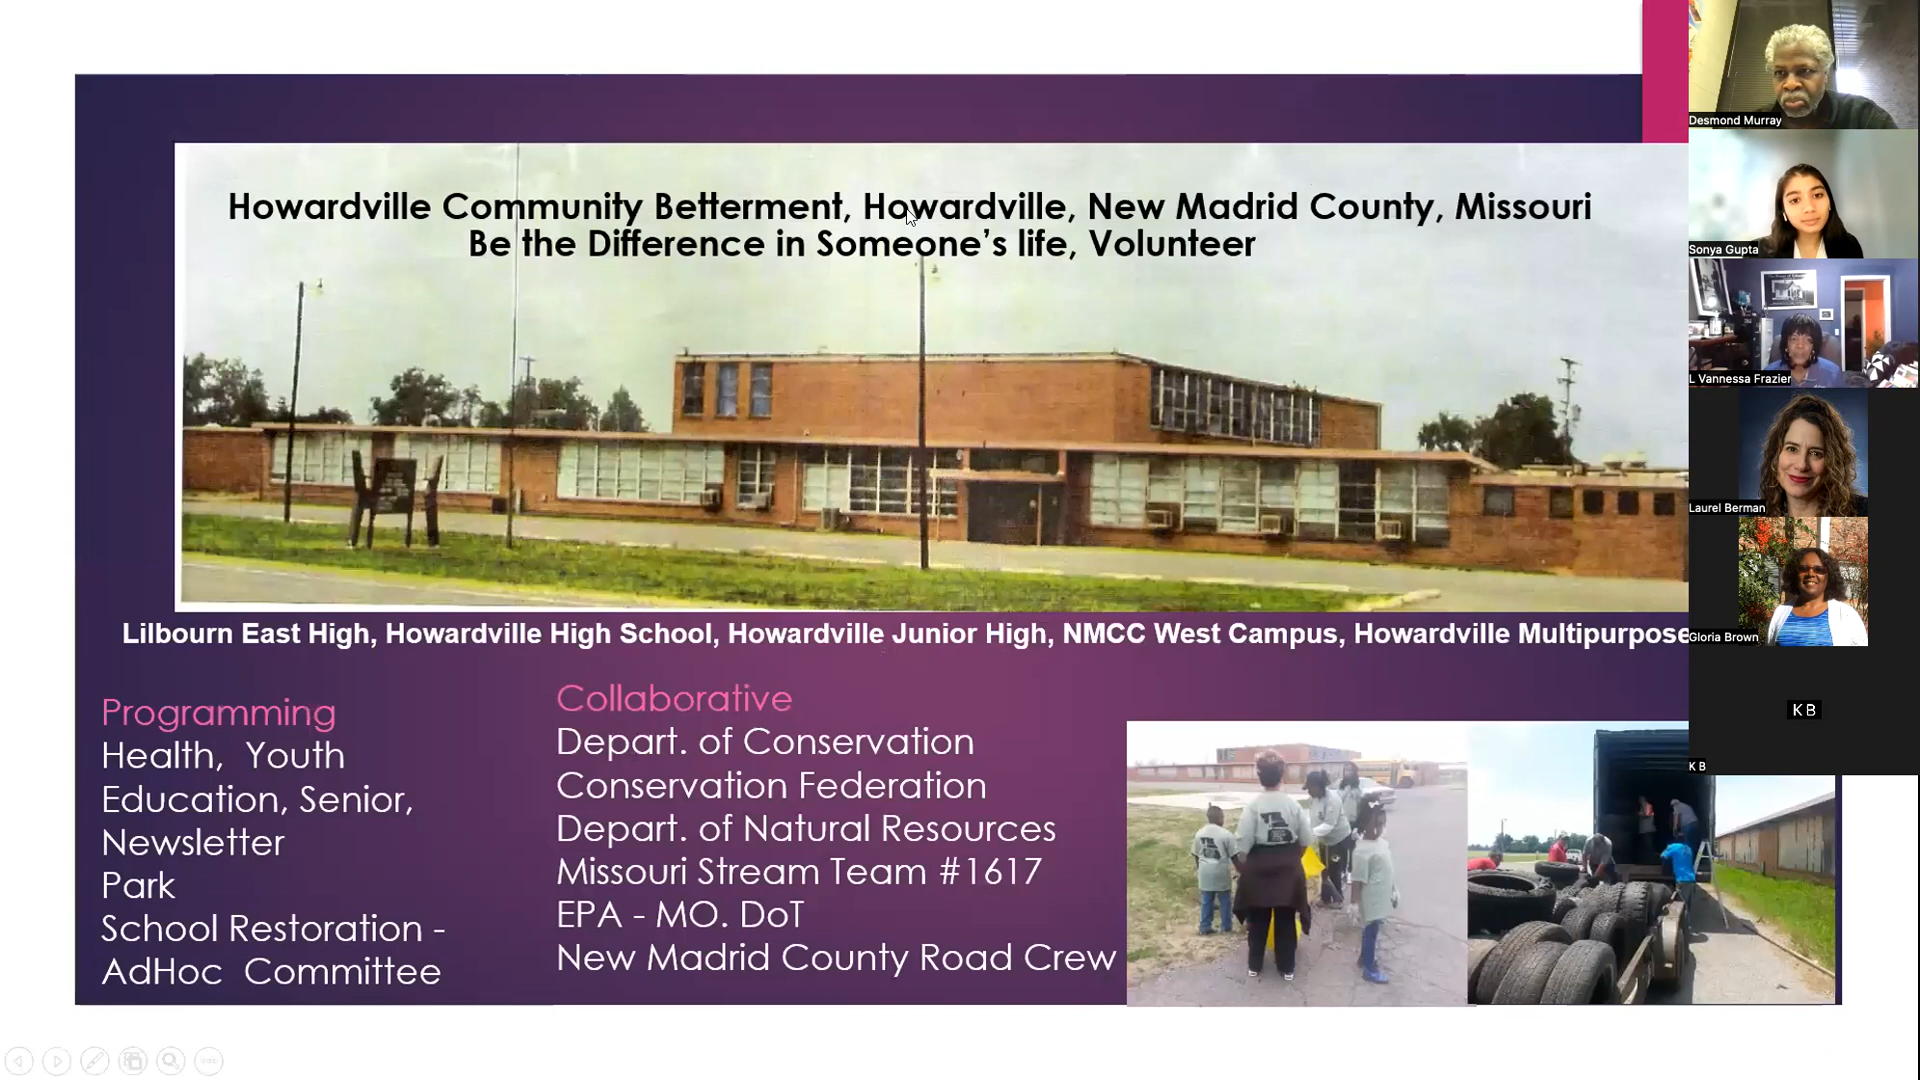 Howardville Community Betterment, Howardville, New Madrid County, Missouri
Be the Difference in Someone's life, Volunteer
Lilbourn East High, Howardville High School, Howardville Junior High, NMCC West Campus, Howardville Multipurpose
Programming
Health, Youth
Education, Senior,
Newsletter
Park
School Restoration -
AdHoc Committee
Collaborative
Depart. of Conservation
Conservation Federation
Depart. of Natural Resources
Missouri Stream Team #1617
EPA - MO. DoT
New Madrid County Road Crew
Desmond Murray
Sonya Gupta
L Vannessa Frazier
Laurel Berman
Gloria Brown
K B
K B